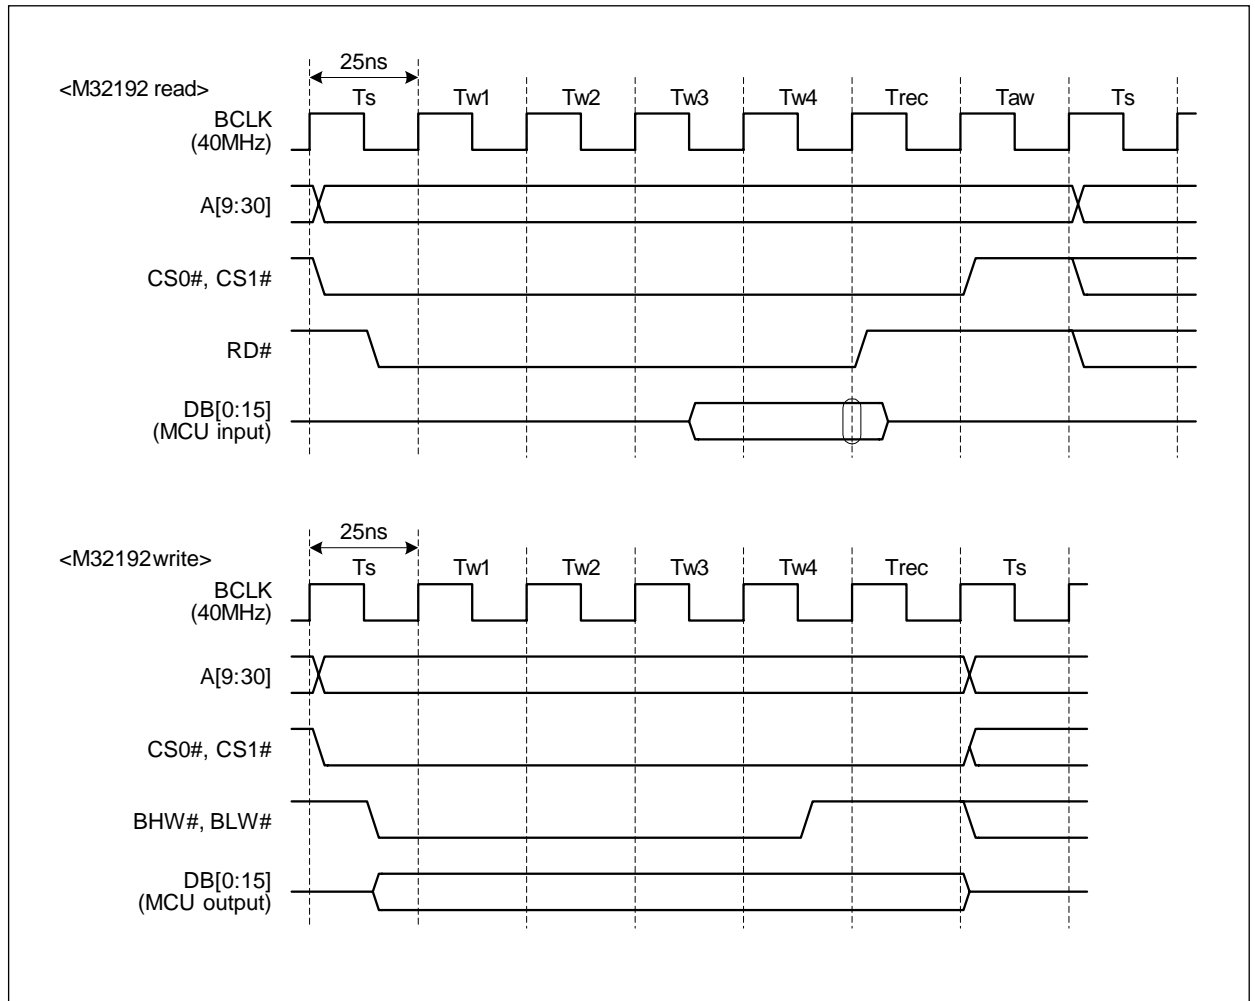 25ns
<M32192 read>
Ts Tw1 Tw2 Tw3 Tw4 Trec Taw Ts
BCLK
(40MHz)
A[9:30]
CS0#, CS1#
RD#
DB[0:15]
(MCU input)
25ns
<M32192 write>
Ts Tw1 Tw2 Tw3 Tw4 Trec Ts
BCLK
(40MHz)
A[9:30]
CS0#, CS1#
BHW#, BLW#
DB[0:15]
(MCU output)